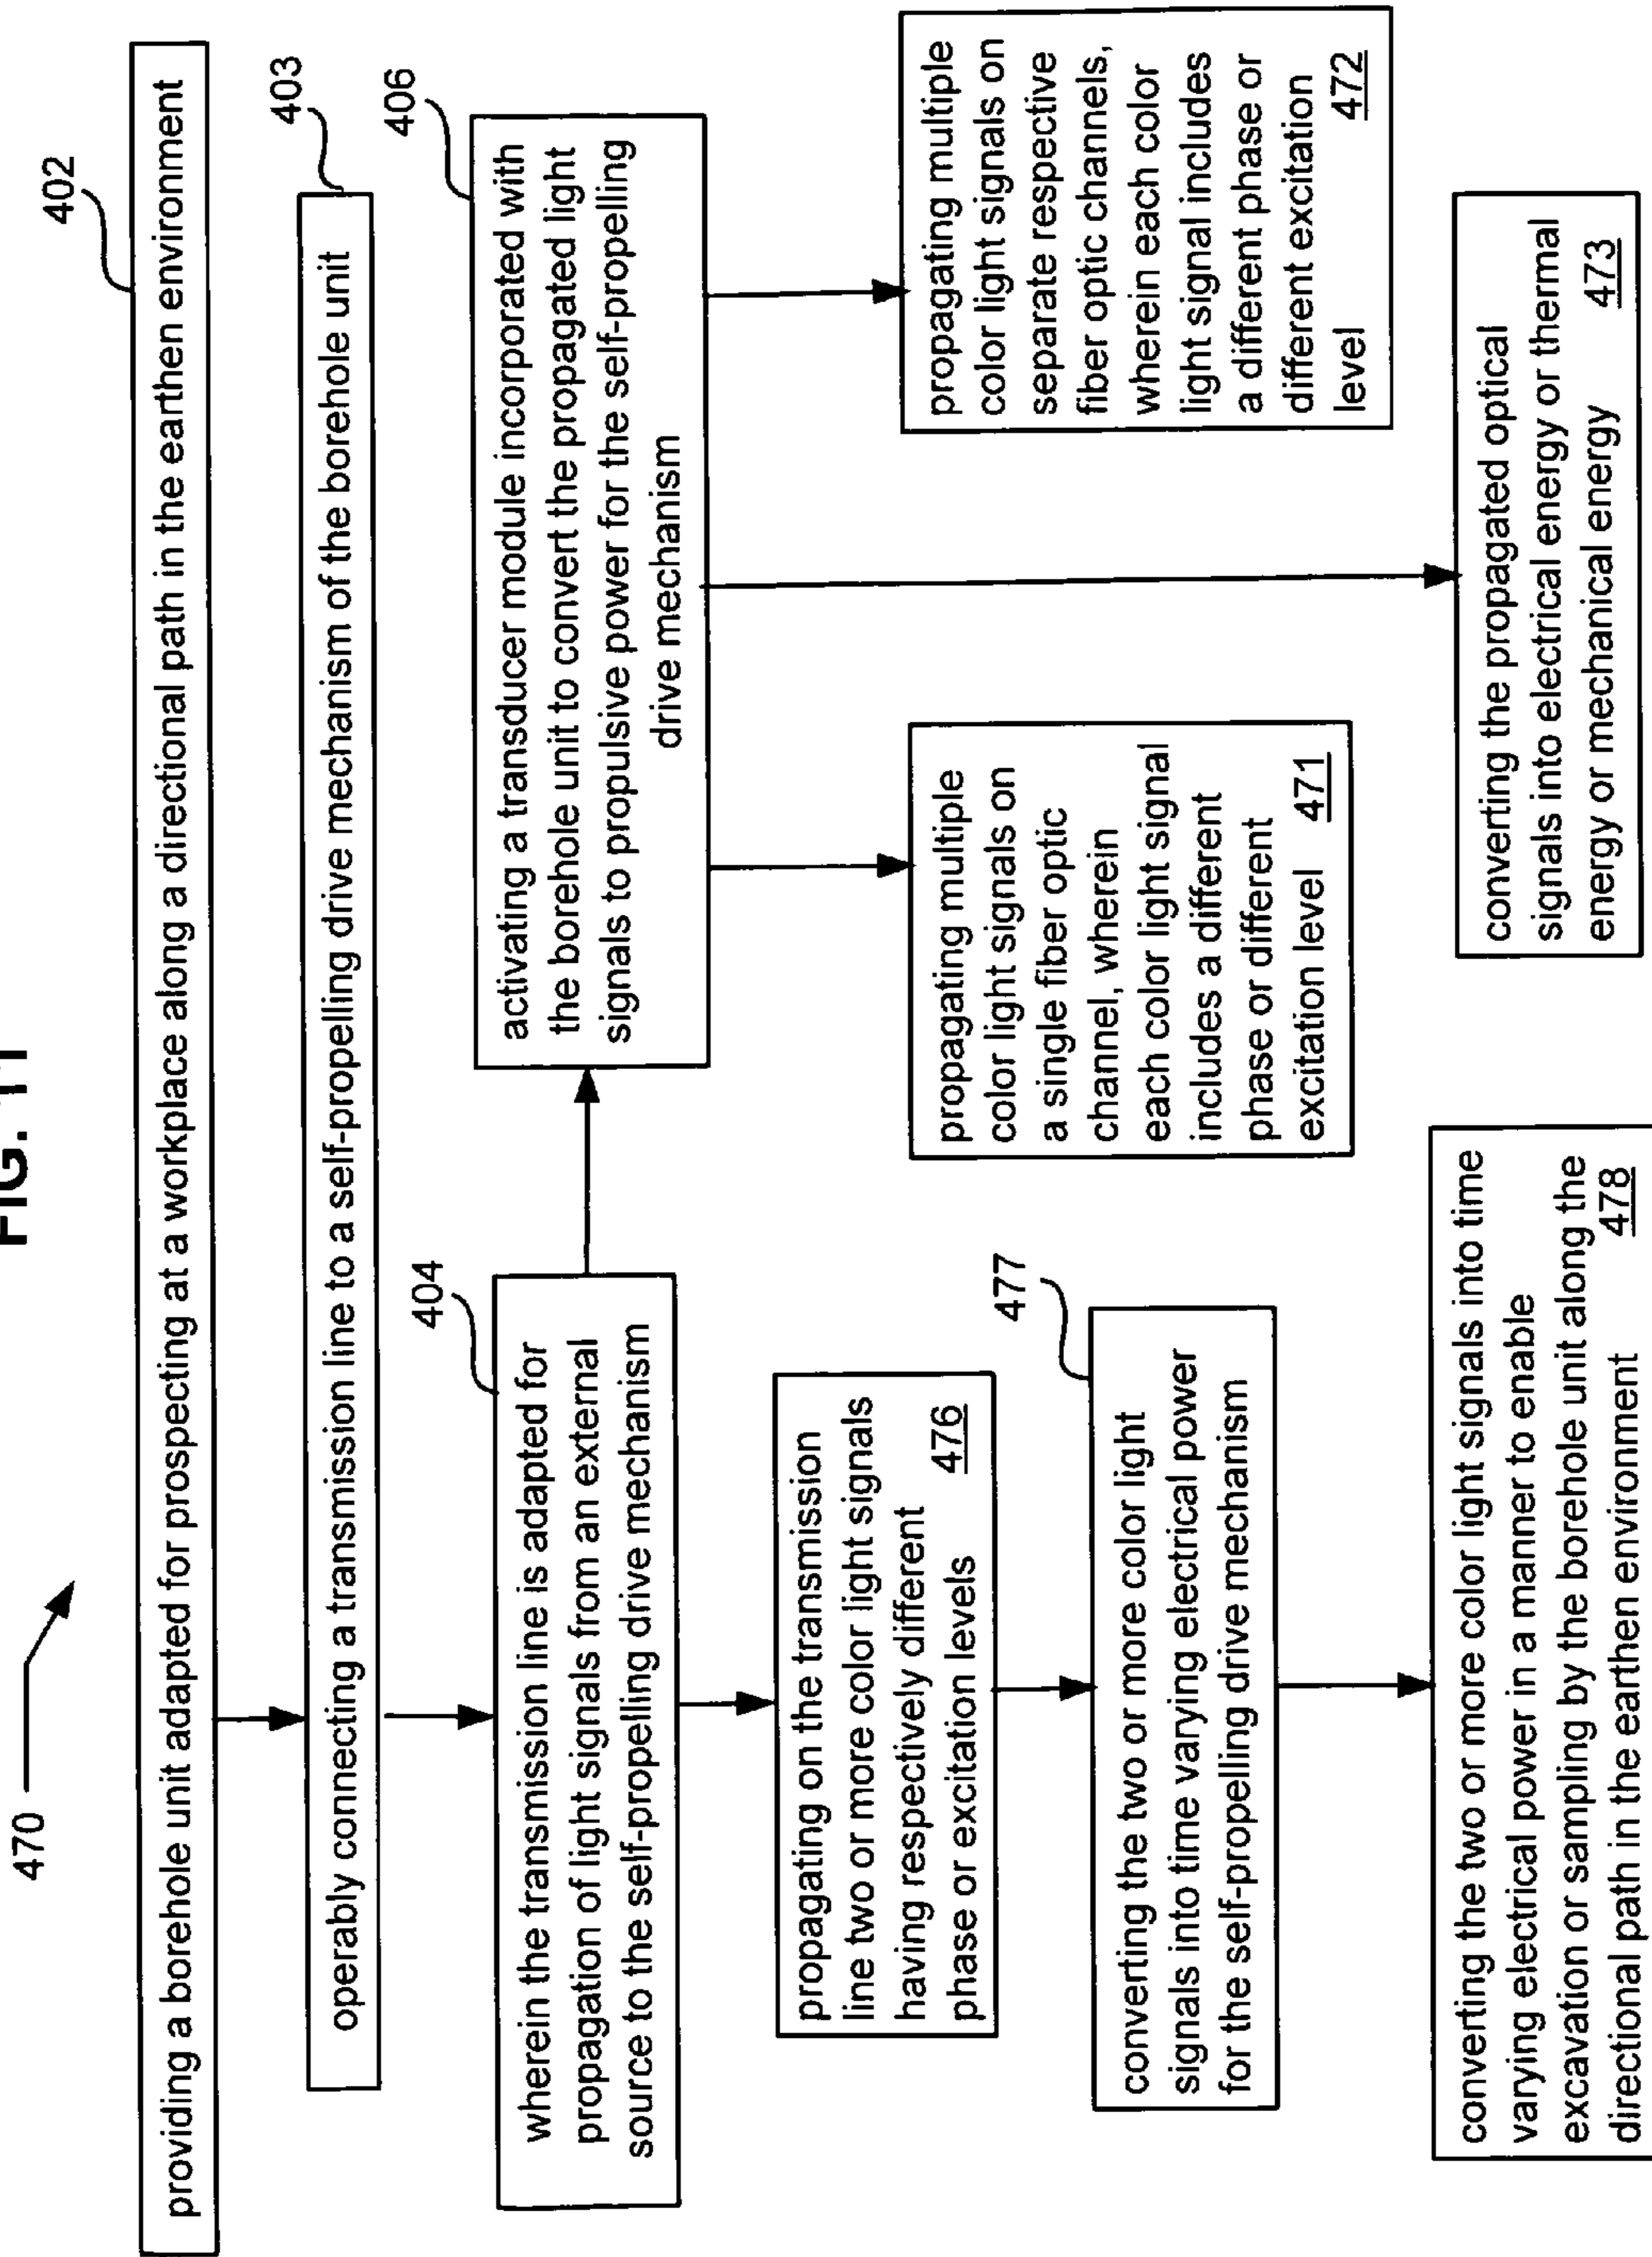 FIG. 11
470
402
providing a borehole unit adapted for prospecting at a workplace along a directional path in the earthen environment
403
operably connecting a transmission line to a self-propelling drive mechanism of the borehole unit
404
wherein the transmission line is adapted for
propagation of light signals from an external
source to the self-propelling drive mechanism
406
activating a transducer module incorporated with
the borehole unit to convert the propagated light
signals to propulsive power for the self-propelling
drive mechanism
propagating on the transmission
line two or more color light signals
having respectively different
phase or excitation levels 476
477
converting the two or more color light
signals into time varying electrical power
for the self-propelling drive mechanism
converting the two or more color light signals into time
varying electrical power in a manner to enable
excavation or sampling by the borehole unit along the
directional path in the earthen environment 478
propagating multiple
color light signals on
a single fiber optic
channel, wherein
each color light signal
includes a different
phase or different
excitation level 471
propagating multiple
color light signals on
separate respective
fiber optic channels,
wherein each color
light signal includes
a different phase or
different excitation
level 472
converting the propagated optical
signals into electrical energy or thermal
energy or mechanical energy 473